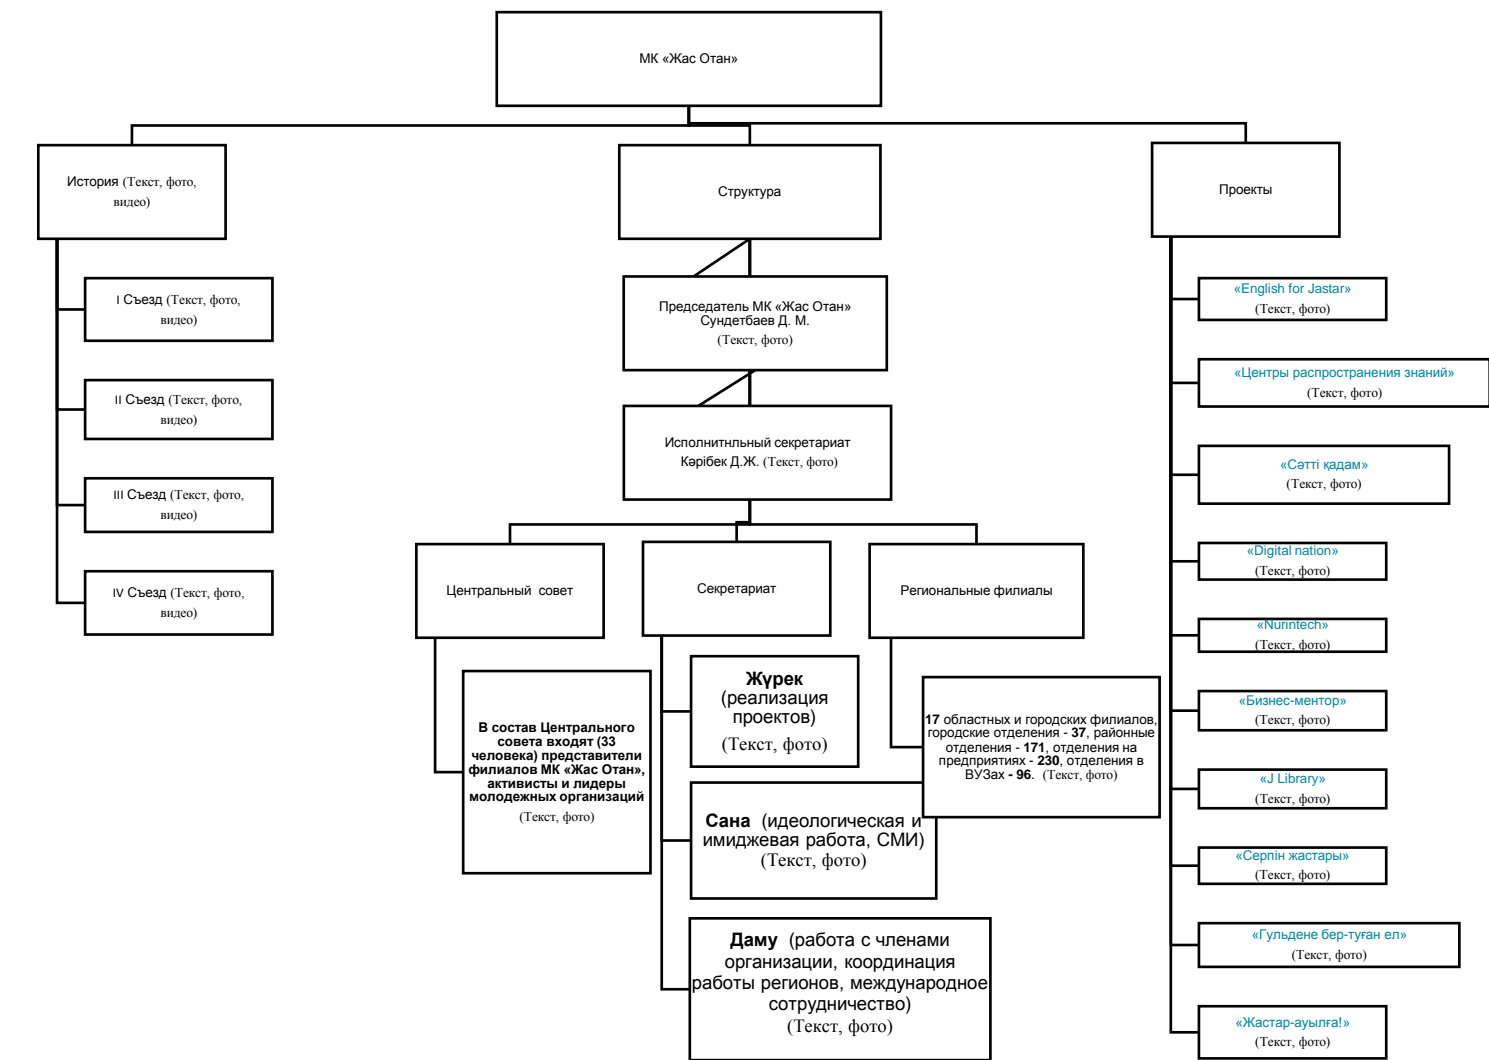 МК «Жас Отан»
История (Текст, фото,
видео)
I Съезд (Текст, фото,
видео)
II Съезд (Текст, фото,
видео)
III Съезд (Текст, фото,
видео)
IV Съезд (Текст, фото,
видео)
Структура
Председатель МК «Жас Отан»
Сундетбаев Д. М.
(Текст, фото)
Исполнитнльный секретариат
Кәрібек Д.Ж. (Текст, фото)
Центральный совет
В состав Центрального
совета входят (33
человека) представители
филиалов МК «Жас Отан»,
активисты и лидеры
молодежных организаций
(Текст, фото)
Секретариат
Жүрек
(реализация
проектов)
(Текст, фото)
Сана (идеологическая и
имиджевая работа, СМИ)
(Текст, фото)
Даму (работа с членами
организации, координация
работы регионов, международное
сотрудничество)
(Текст, фото)
Региональные филиалы
17 областных и городских филиалов,
городские отделения - 37, районные
отделения - 171, отделения на
предприятиях - 230, отделения в
ВУЗах - 96. (Текст, фото)
Проекты
«English for Jastar»
(Текст, фото)
«Центры распространения знаний»
(Текст, фото)
«Сәтті қадам»
(Текст, фото)
«Digital nation»
(Текст, фото)
«Nurintech»
(Текст, фото)
«Бизнес-ментор»
(Текст, фото)
«J Library»
(Текст, фото)
«Серпін жастары»
(Текст, фото)
«Гульдене бер-туған ел»
(Текст, фото)
«Жастар-ауылға!»
(Текст, фото)